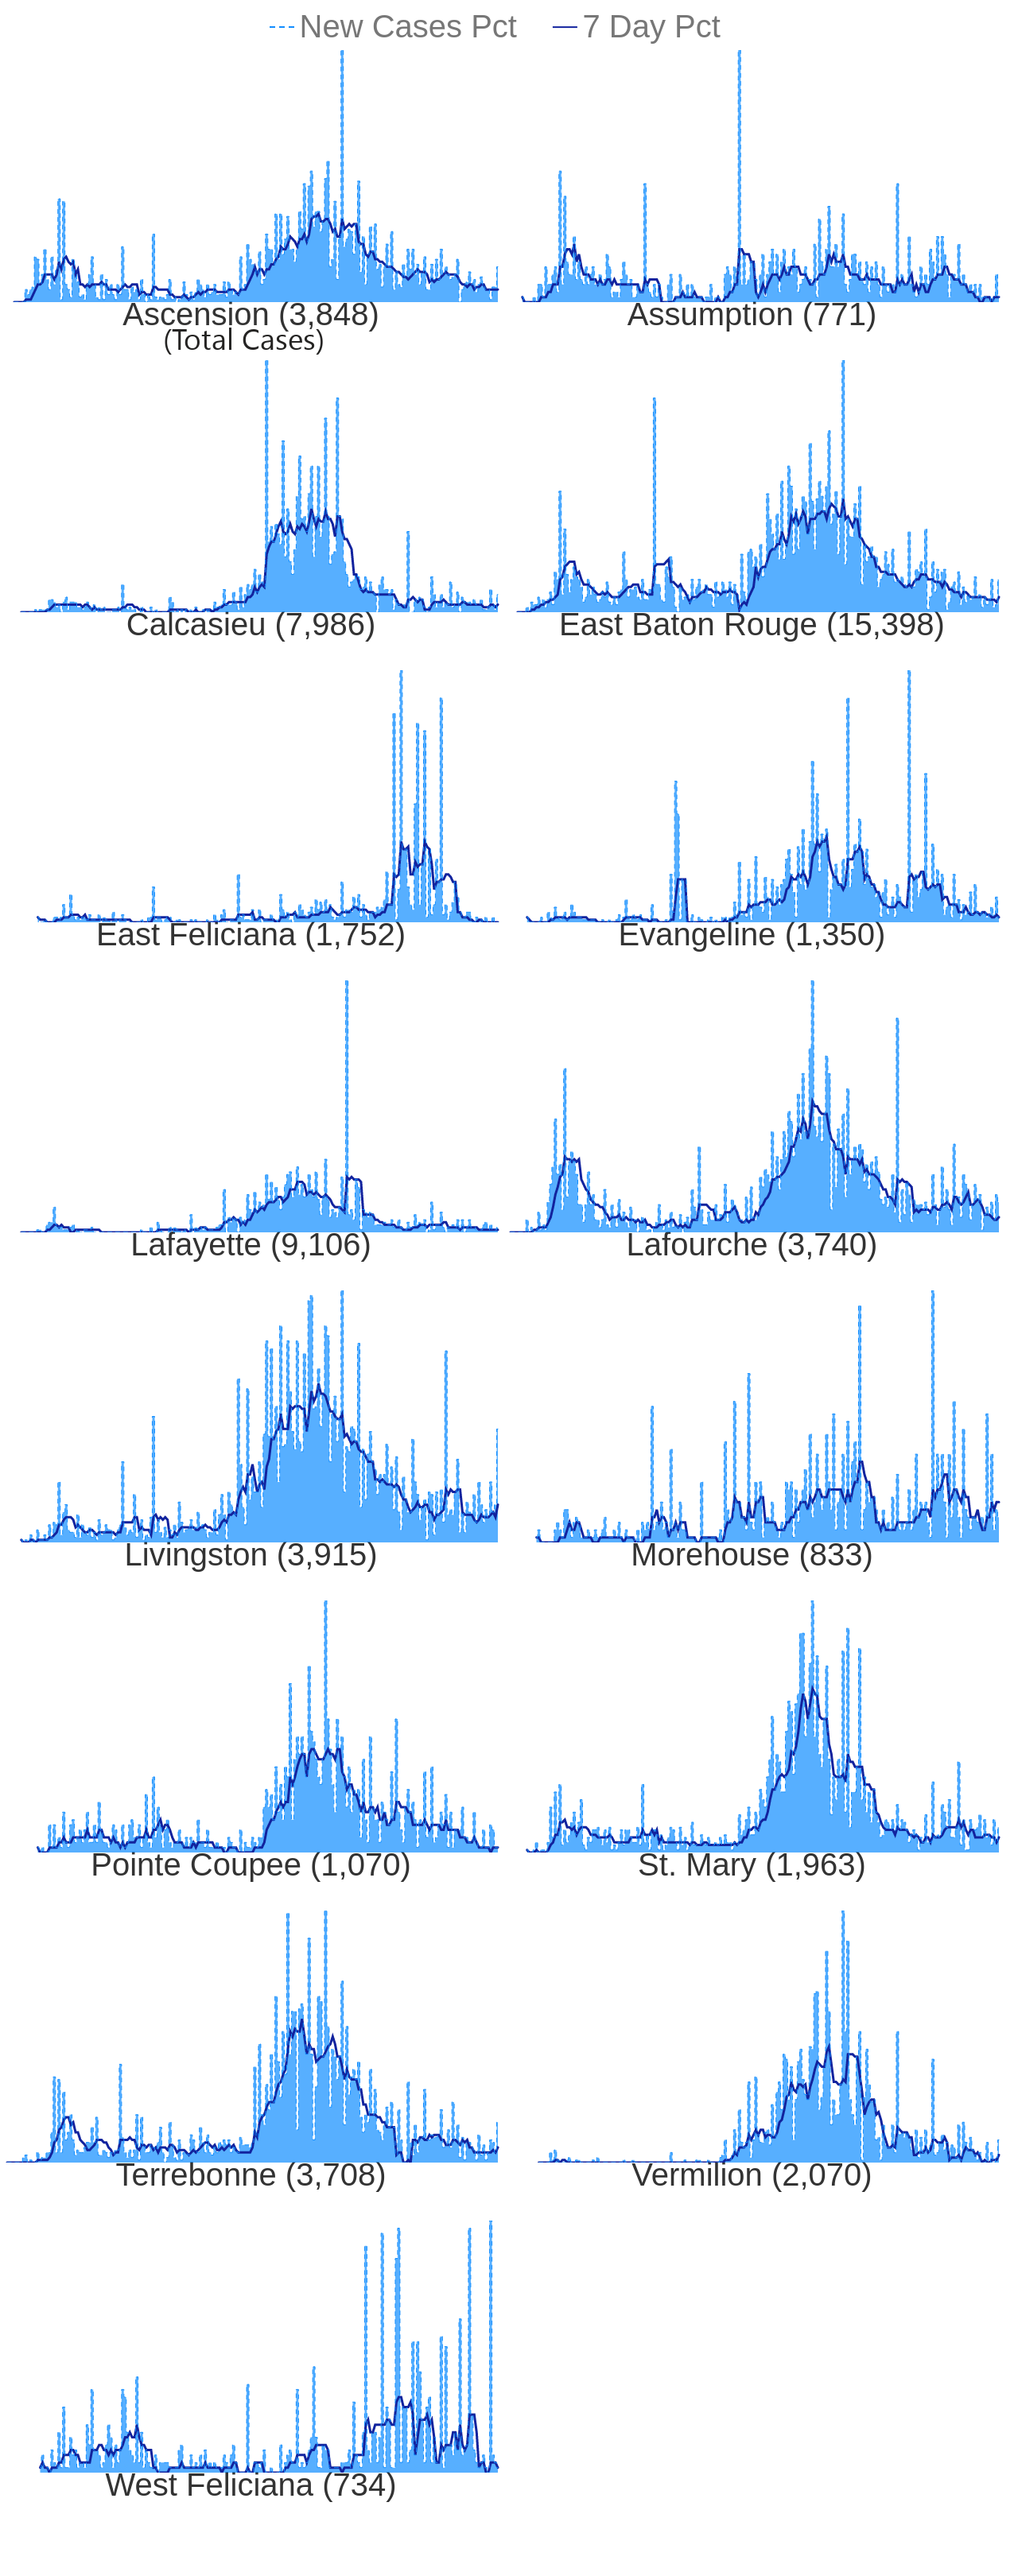 New Cases Pct 7 Day Pct
Ascension (3,848) Assumption (771)
(Total Cases)
Calcasieu (7,986) East Baton Rouge (15,398)
East Feliciana (1,752) Evangeline (1,350)
Lafayette (9,106) Lafourche (3,740)
Livingston (3,915) Morehouse (833)
Pointe Coupee (1,070) St. Mary (1,963)
Terrebonne (3,708) Vermilion (2,070)
West Feliciana (734)